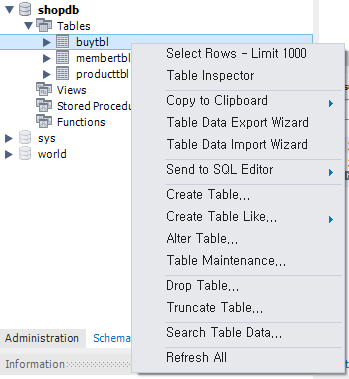 shopdb
Tables
buytbl
membertbl
producttbl
Views
Stored Procedu
Functions
sys
world
Select Rows - Limit 1000
Table Inspector
Copy to Clipboard
Table Data Export Wizard
Table Data Import Wizard
Send to SQL Editor
Create Table...
Create Table Like...
Alter Table...
Table Maintenance...
Drop Table...
Truncate Table...
Search Table Data...
Refresh All
Administration
Schema
Information